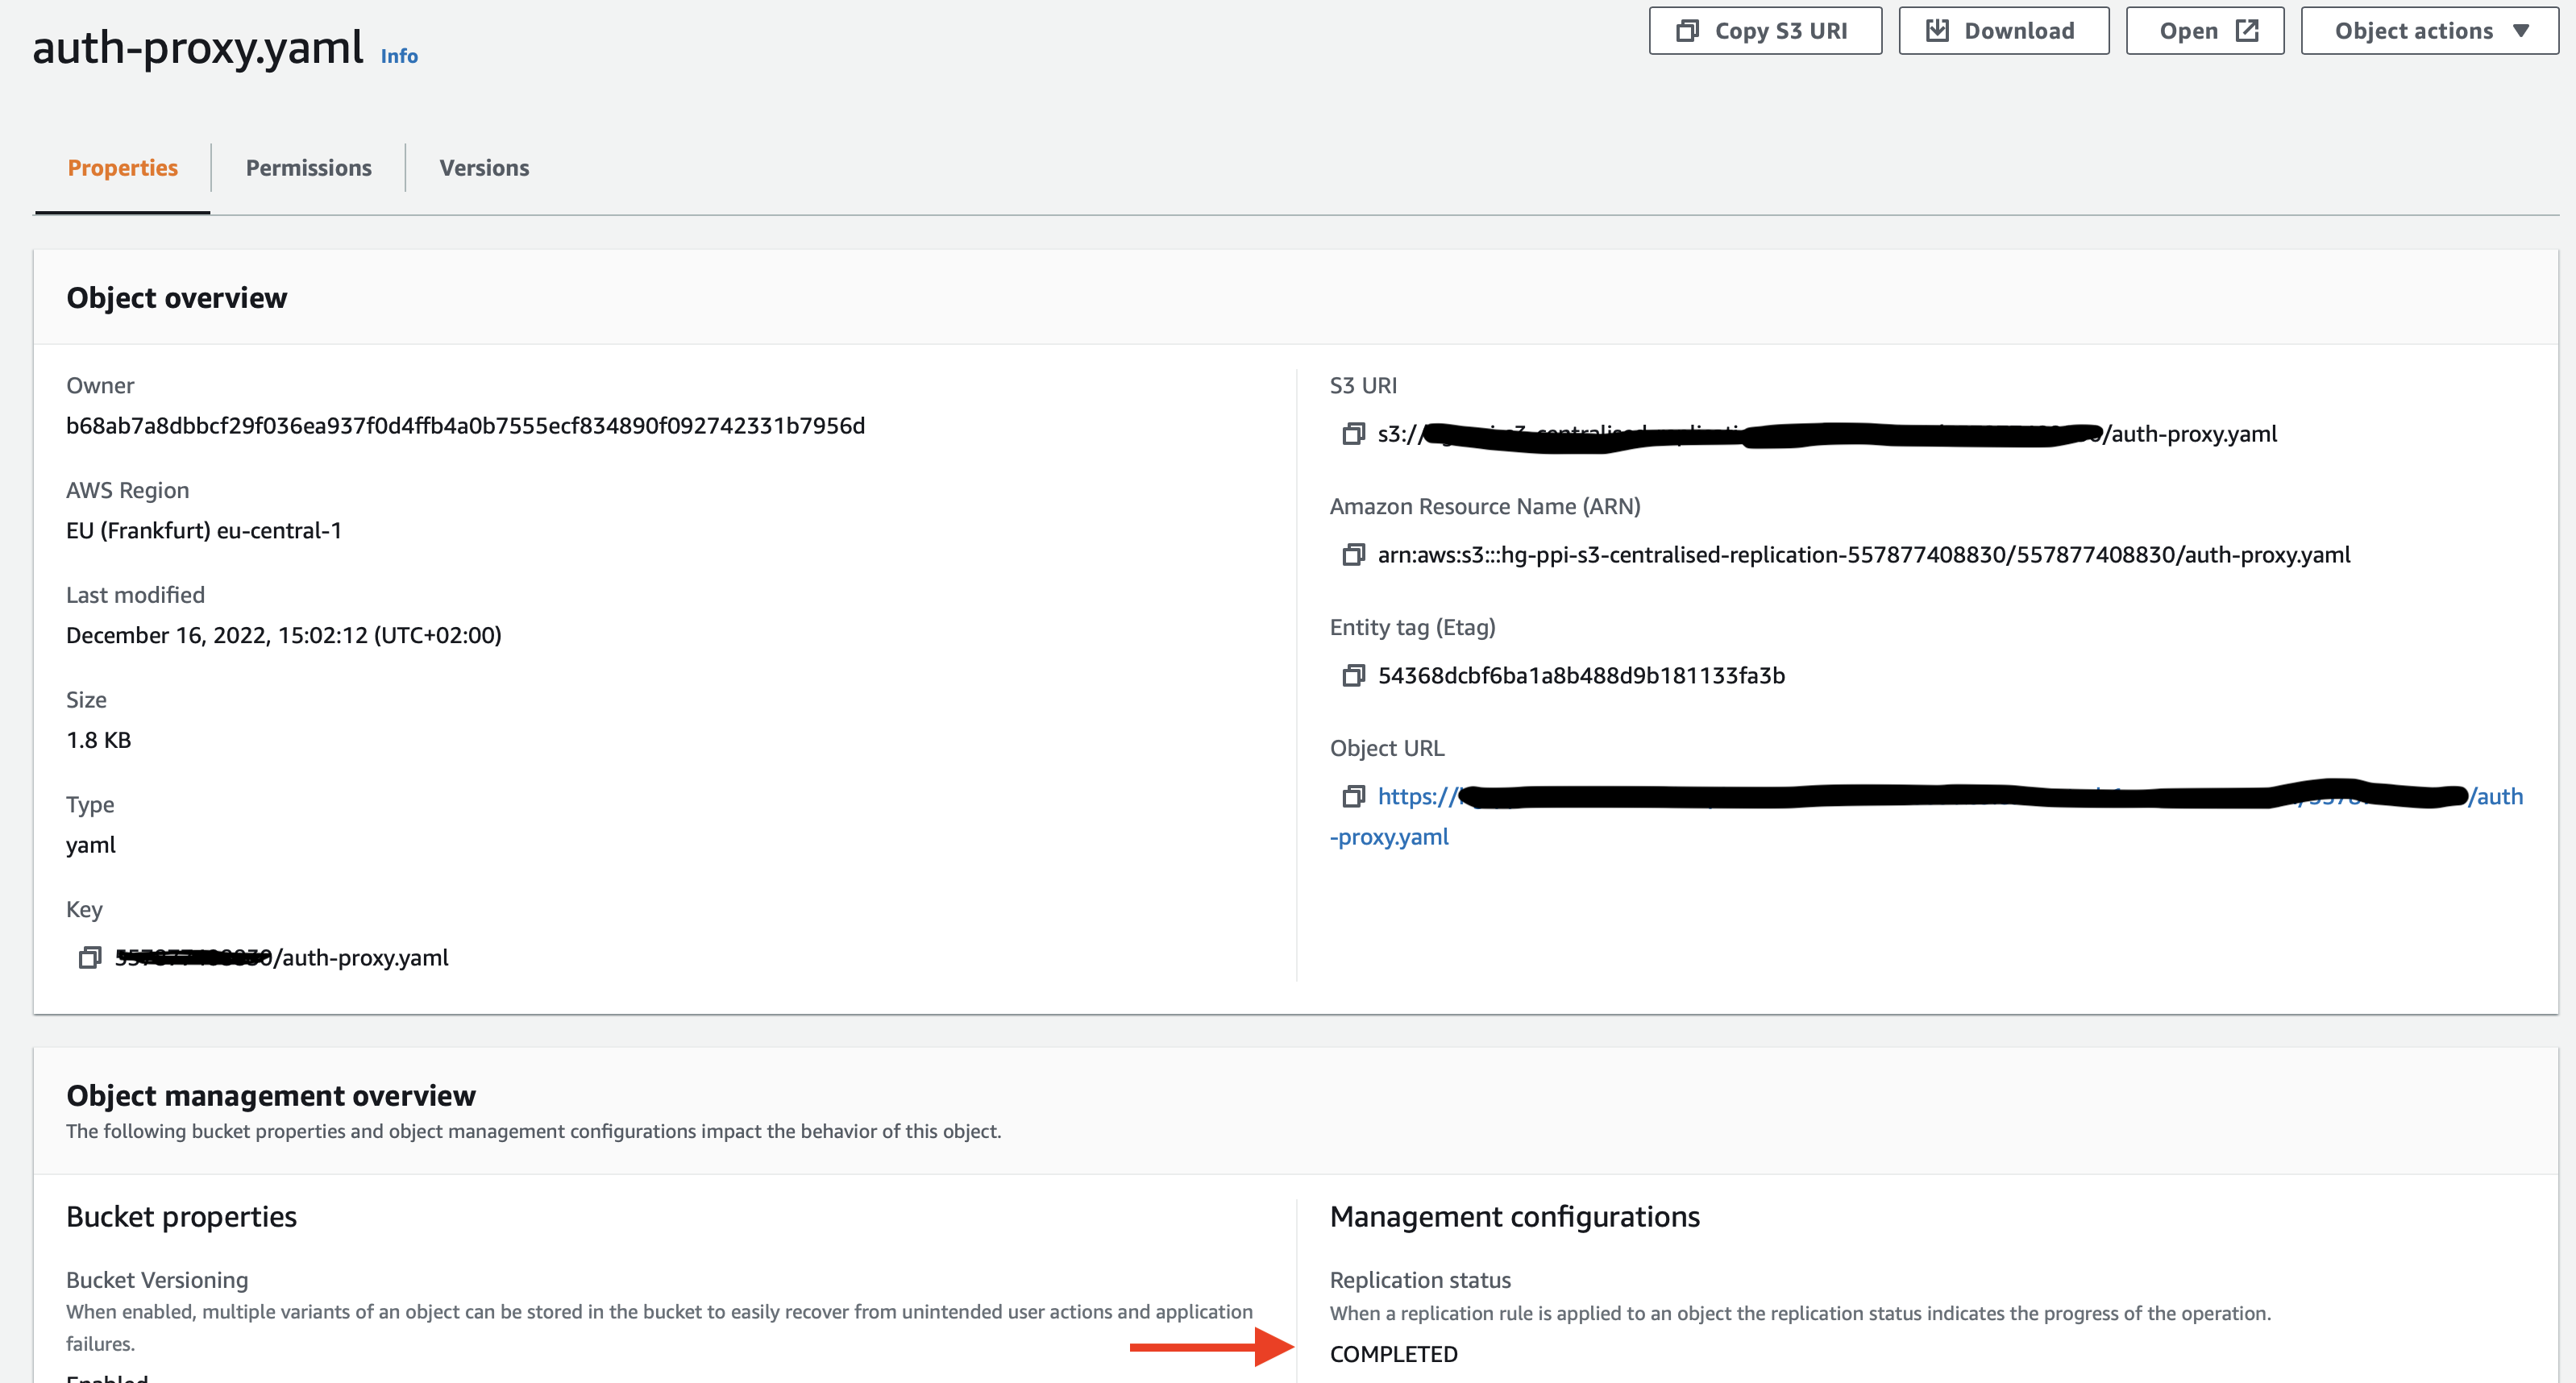 auth-proxy.yaml Info
Copy S3 URI
Download
Open
Object actions
Properties
Permissions
Versions
Object overview
Owner
b68ab7a8dbbcf29f036ea937f0d4ffb4a0b7555ecf834890f092742331b7956d
AWS Region
EU (Frankfurt) eu-central-1
Last modified
December 16, 2022, 15:02:12 (UTC+02:00)
Size
1.8 KB
Type
yaml
Key
/auth-proxy.yaml
S3 URI
s3:// /auth-proxy.yaml
Amazon Resource Name (ARN)
arn:aws:s3:::hg-ppi-s3-centralised-replication-557877408830/557877408830/auth-proxy.yaml
Entity tag (Etag)
54368dcbf6ba1a8b488d9b181133fa3b
Object URL
https:// /auth
-proxy.yaml
Object management overview
The following bucket properties and object management configurations impact the behavior of this object.
Bucket properties
Bucket Versioning
When enabled, multiple variants of an object can be stored in the bucket to easily recover from unintended user actions and application
failures.
Enabled
Management configurations
Replication status
When a replication rule is applied to an object the replication status indicates the progress of the operation.
COMPLETED